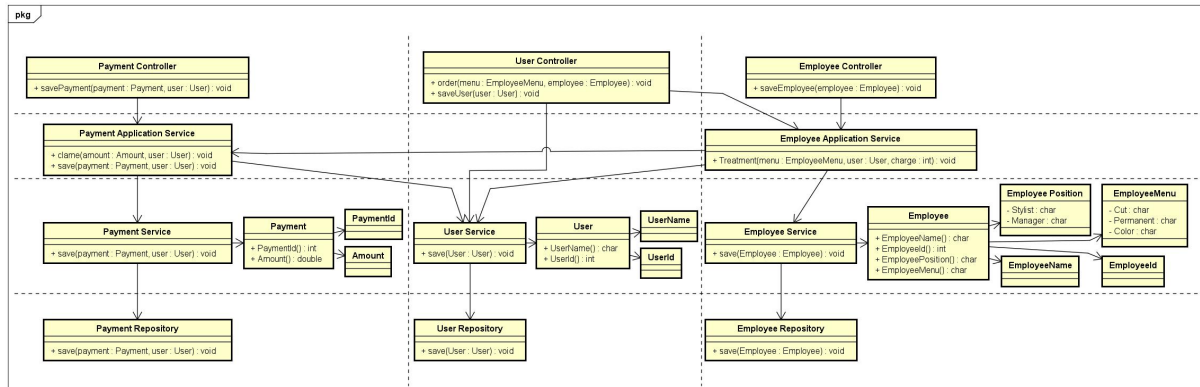 pkg
Payment Controller
+ savePayment(payment : Payment, user : User) : void
User Controller
+ order(menu : EmployeeMenu, employee : Employee) : void
+ saveUser(user : User) : void
Employee Controller
+ saveEmployee(employee : Employee) : void
Payment Application Service
+ clame(amount : Amount, user : User) : void
+ save(payment : Payment, user : User) : void
Employee Application Service
+ Treatment(menu : EmployeeMenu, user : User, charge : int) : void
Payment Service
+ save(payment : Payment, user : User) : void
Payment
+ PaymentId() : int
+ Amount() : double
PaymentId
Amount
User Service
+ save(User : User) : void
User
+ UserName() : char
+ UserId() : int
UserName
UserId
Employee Service
+ save(Employee : Employee) : void
Employee
+ EmployeeName() : char
+ EmployeeId() : int
+ EmployeePosition() : char
+ EmployeeMenu() : char
Employee Position
- Stylist : char
- Manager : char
EmployeeMenu
- Cut : char
- Permanent : char
- Color : char
EmployeeName
EmployeeId
Payment Repository
+ save(payment : Payment, user : User) : void
User Repository
+ save(User : User) : void
Employee Repository
+ save(Employee : Employee) : void